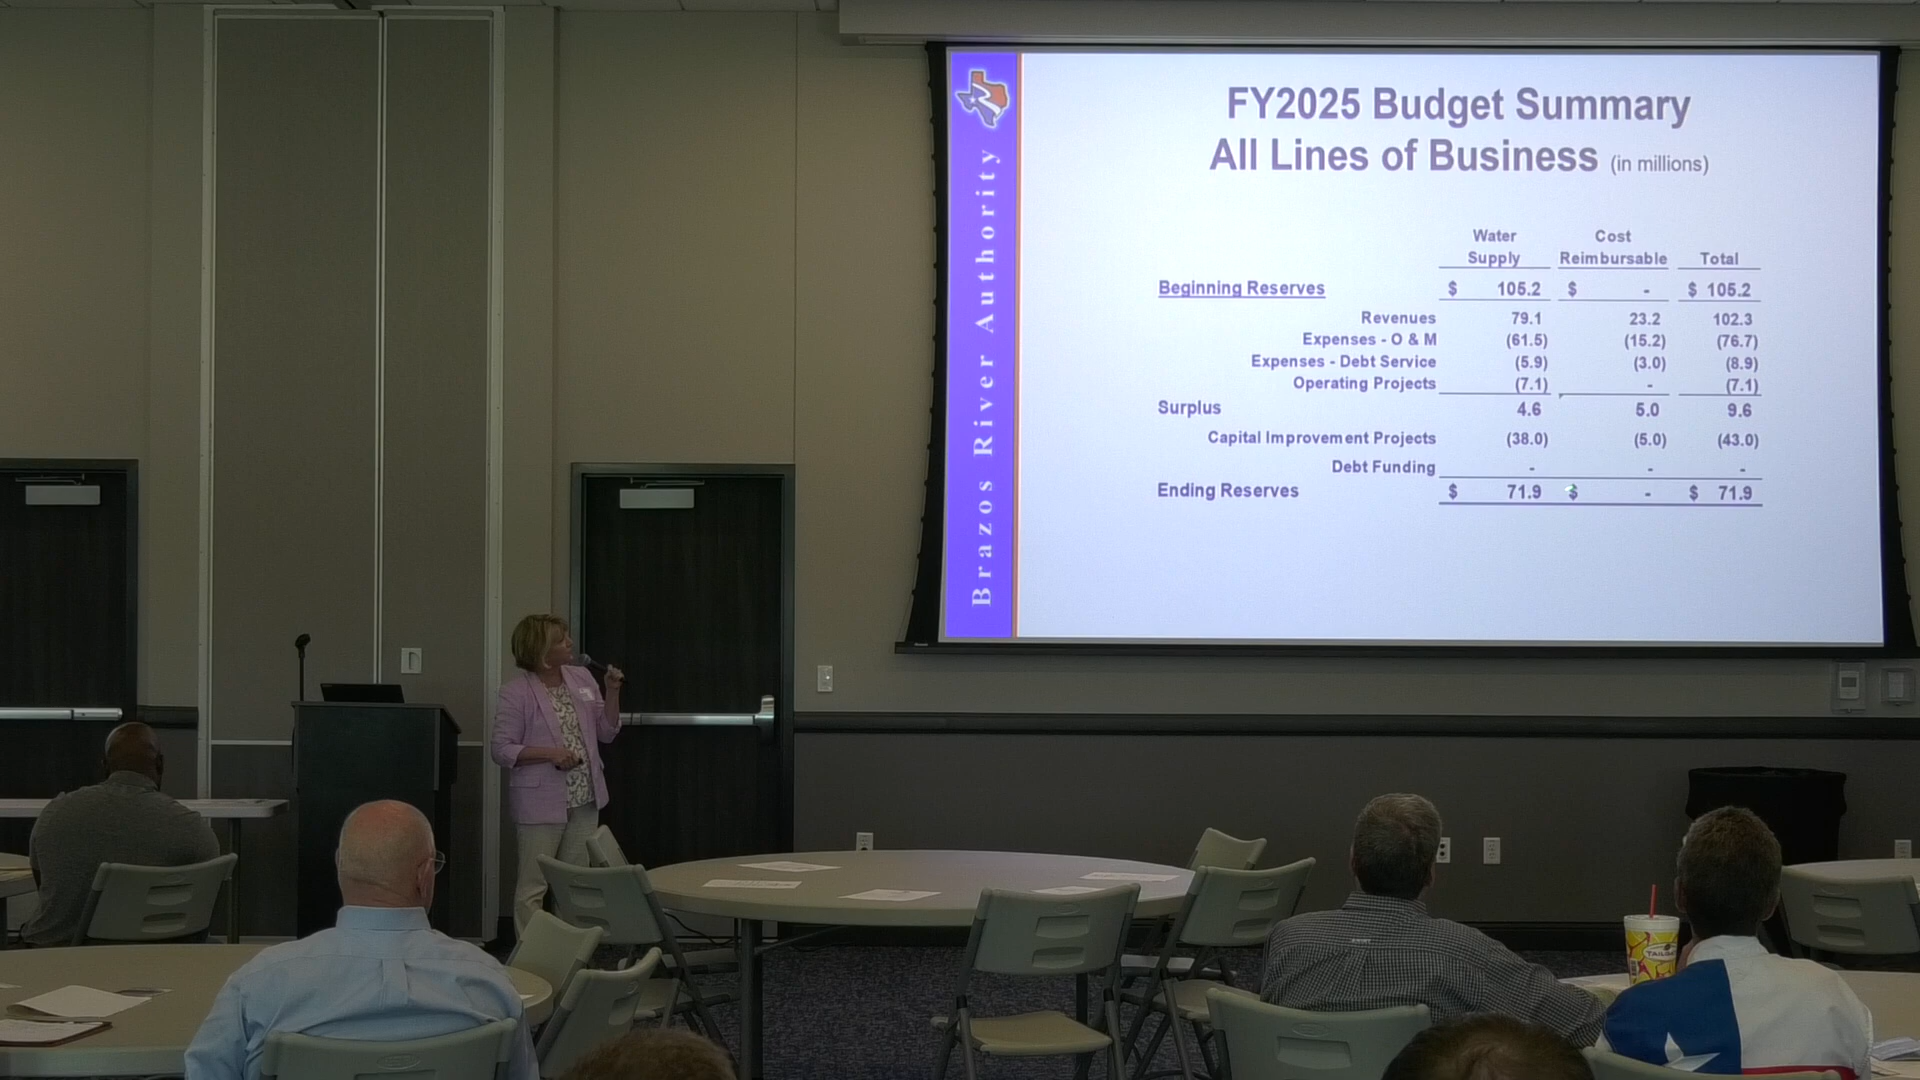 FY2025 Budget Summary
All Lines of Business (in millions)
Brazos River Authority
Water Cost
Supply Reimbursable Total
Beginning Reserves $ 105.2 $ - $ 105.2
Revenues 79.1 23.2 102.3
Expenses - O & M (61.5) (15.2) (76.7)
Expenses - Debt Service (5.9) (3.0) (8.9)
Operating Projects (7.1) - (7.1)
Surplus 4.6 5.0 9.6
Capital Improvement Projects (38.0) (5.0) (43.0)
Debt Funding - - -
Ending Reserves $ 71.9 $ - $ 71.9